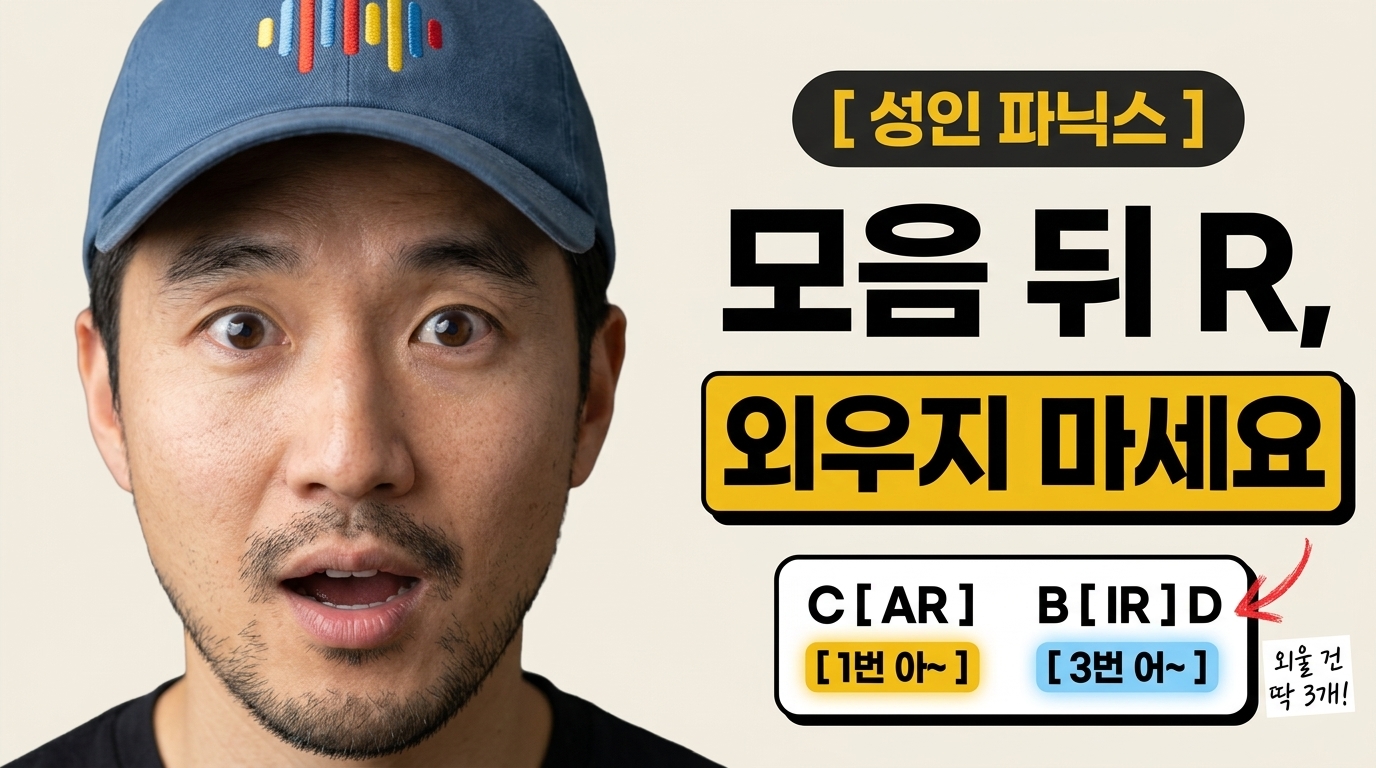 [ 성인 파닉스 ]
모음 뒤 R,
외우지 마세요
C [ AR ] B [ IR ] D
[ 1번 아~ ] [ 3번 어~ ]
외울 건
딱 3개!